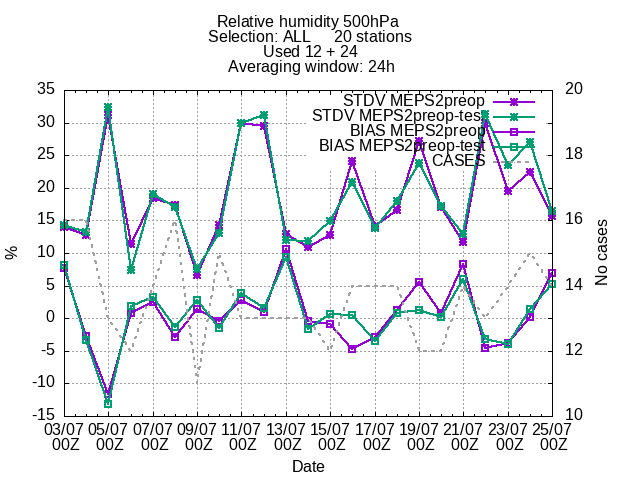 Relative humidity 500hPa
Selection: ALL 20 stations
Used 12 + 24
Averaging window: 24h
STDV MEPS2preop
STDV MEPS2preop-test
BIAS MEPS2preop
BIAS MEPS2preop-test
CASES
35
30
25
20
15
10
5
0
-5
-10
-15
%
20
18
16
14
12
10
No cases
03/07 05/07 07/07 09/07 11/07 13/07 15/07 17/07 19/07 21/07 23/07 25/07
00Z 00Z 00Z 00Z 00Z 00Z 00Z 00Z 00Z 00Z 00Z 00Z
Date